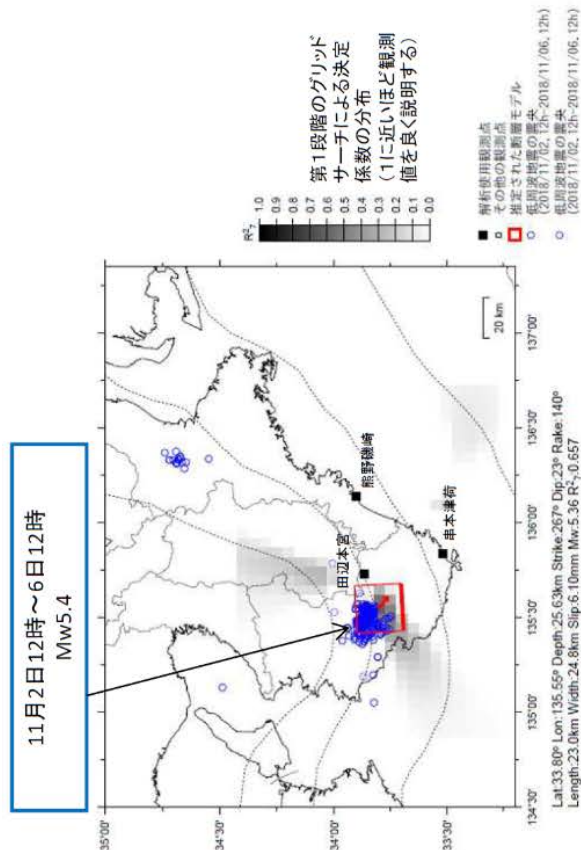 11月2日12時～6日12時
Mw5.4
35°00'
34°30'
34°00'
33°30'
134°30'
135°00'
135°30'
136°00'
136°30'
137°00'
田辺本宮
熊野磯崎
串本津荷
20 km
R²₇
1.0
0.9
0.8
0.7
0.6
0.5
0.4
0.3
0.2
0.1
0.0
第1段階のグリッド
サーチによる決定
係数の分布
(1に近いほど観測
値を良く説明する)
解析使用観測点
その他の観測点
推定された断層モデル
低周波地震の震央
(2018/11/02, 12h-2018/11/06, 12h)
低周波地震の震央
(2018/11/02, 12h-2018/11/06, 12h)
Lat:33.80° Lon:135.55° Depth:25.63km Strike:267° Dip:23° Rake:140°
Length:23.0km Width:24.8km Slip:6.10mm Mw:5.36 R²₇:0.657